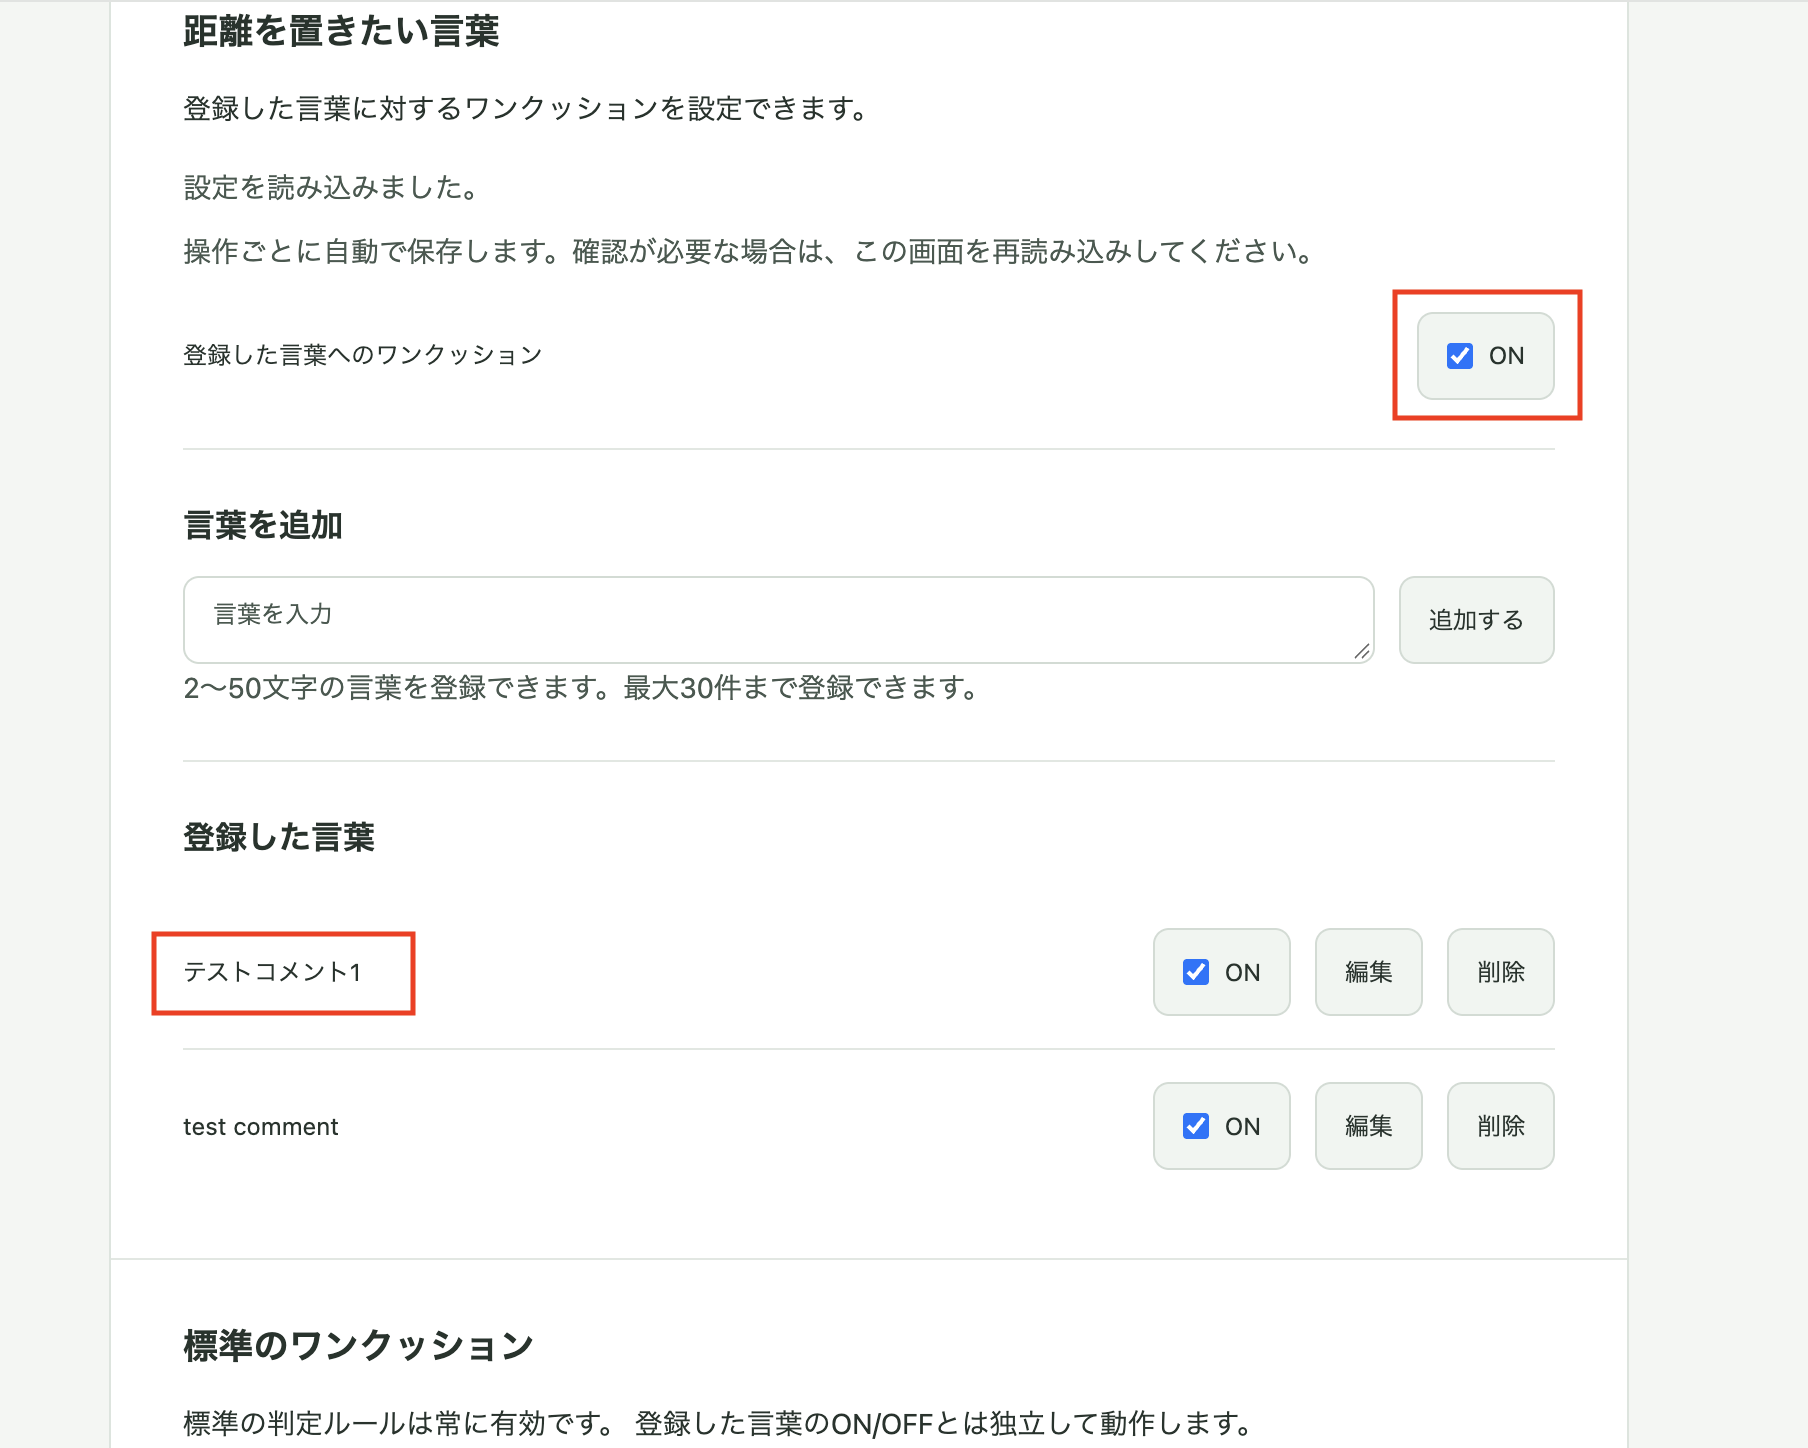 距離を置きたい言葉
登録した言葉に対するワンクッションを設定できます。
設定を読み込みました。
操作ごとに自動で保存します。確認が必要な場合は、この画面を再読み込みしてください。
登録した言葉へのワンクッション
ON
言葉を追加
言葉を入力
追加する
2〜50文字の言葉を登録できます。最大30件まで登録できます。
登録した言葉
テストコメント1
ON
編集
削除
test comment
ON
編集
削除
標準のワンクッション
標準の判定ルールは常に有効です。 登録した言葉のON/OFFとは独立して動作します。